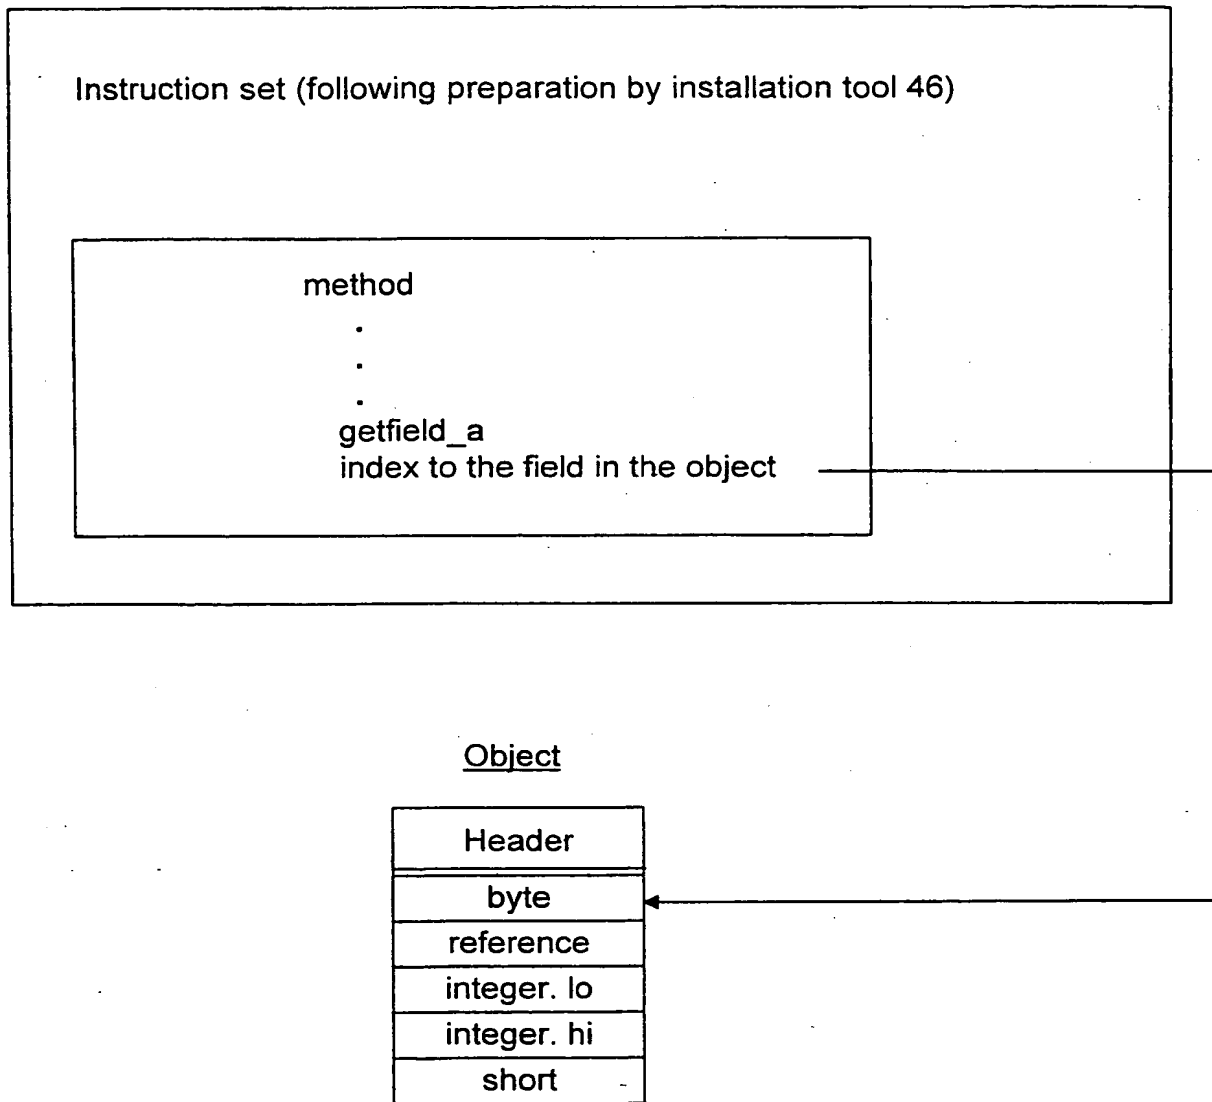 Instruction set (following preparation by installation tool 46)
method
.
.
.
getfield_a
index to the field in the object
Object
Header
byte
reference
integer. lo
integer. hi
short